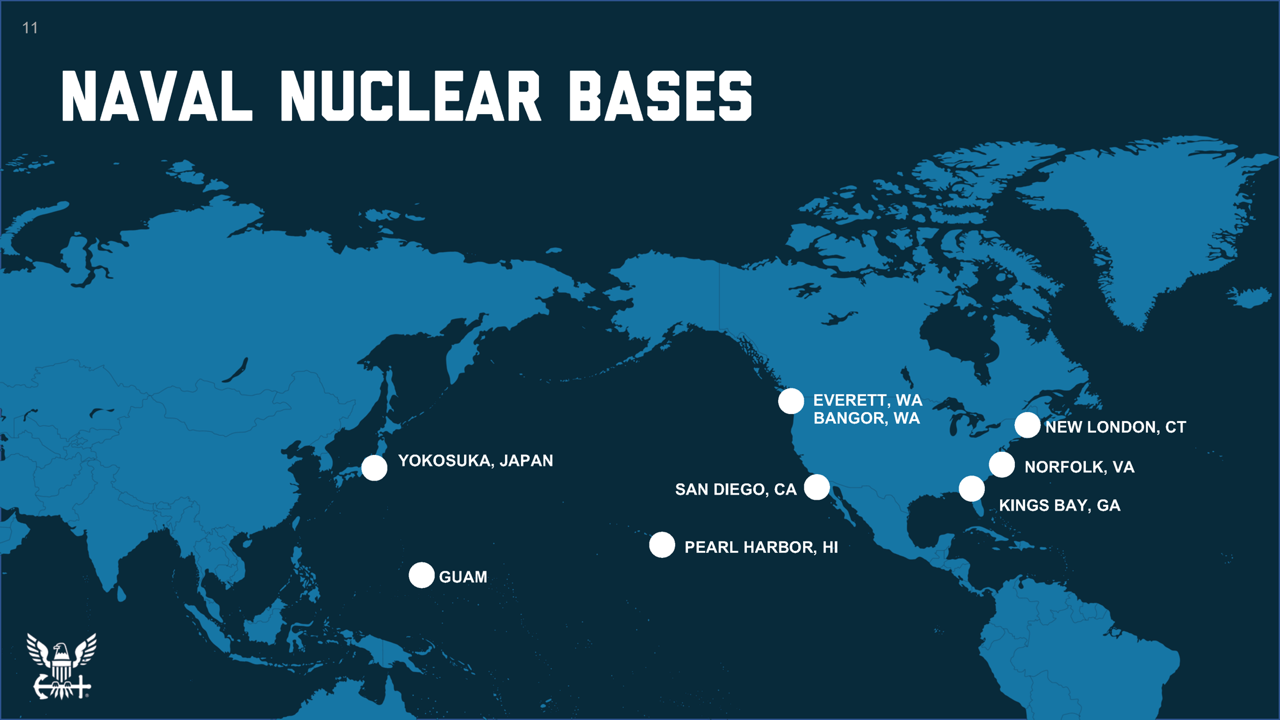 11
NAVAL NUCLEAR BASES
EVERETT, WA
BANGOR, WA
NEW LONDON, CT
YOKOSUKA, JAPAN
NORFOLK, VA
SAN DIEGO, CA
KINGS BAY, GA
PEARL HARBOR, HI
GUAM